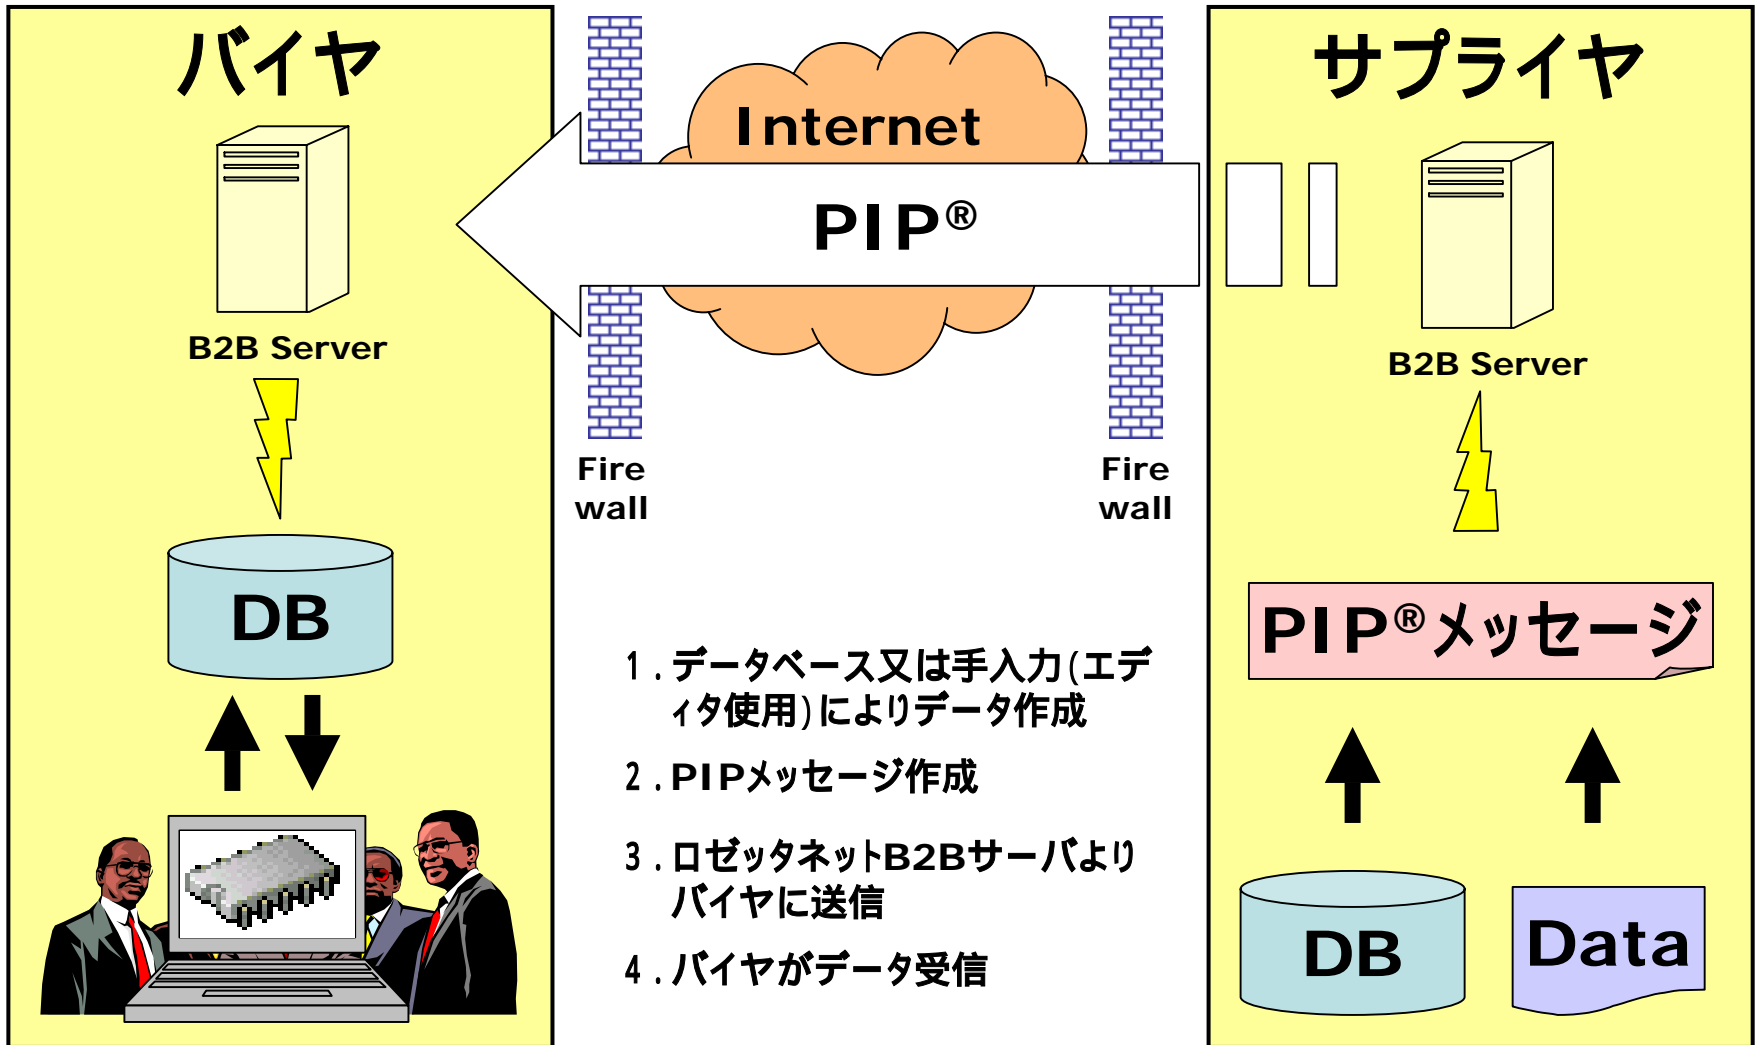 バイヤ
B2B Server
DB
Internet
PIP®
Fire
wall
Fire
wall
1．データベース又は手入力(エデ
ィタ使用)によりデータ作成
2．PIPメッセージ作成
3．ロゼッタネットB2Bサーバより
バイヤに送信
4．バイヤがデータ受信
サプライヤ
B2B Server
PIP®メッセージ
DB
Data